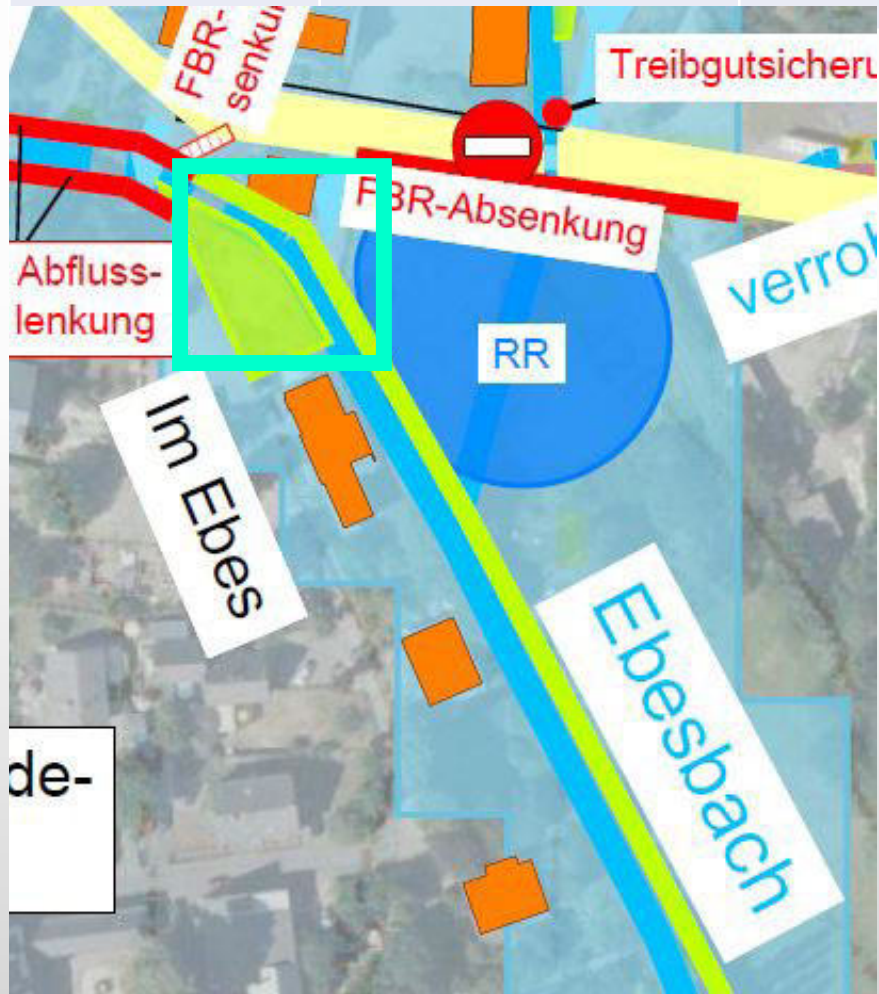 FBR-
senku
Treibgutsicheru
FBR-Absenkung
Abfluss-
lenkung
verroh
RR
Im Ebes
Ebesbach
de-